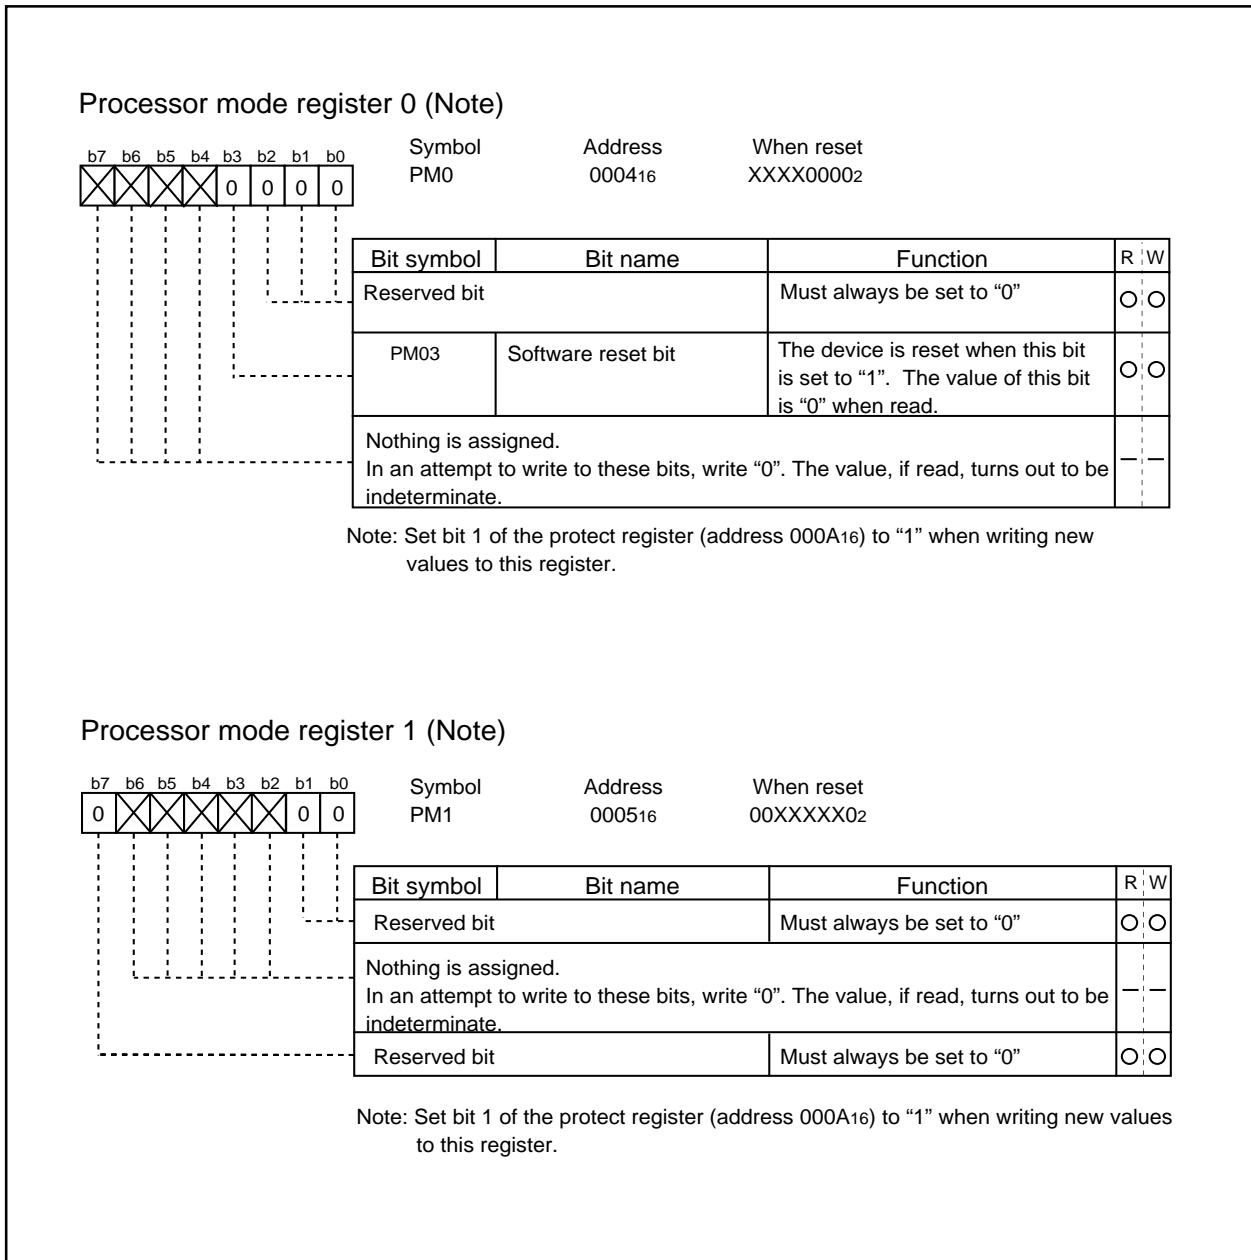 Processor mode register 0 (Note)
b7 b6 b5 b4 b3 b2 b1 b0
0 0 0 0
Symbol Address When reset
PM0 000416 XXXX00002
Bit symbol Bit name Function R W
Reserved bit Must always be set to “0”
PM03 Software reset bit The device is reset when this bit
is set to “1”. The value of this bit
is “0” when read.
Nothing is assigned.
In an attempt to write to these bits, write “0”. The value, if read, turns out to be
indeterminate.
Note: Set bit 1 of the protect register (address 000A16) to “1” when writing new
values to this register.
Processor mode register 1 (Note)
b7 b6 b5 b4 b3 b2 b1 b0
0 0 0
Symbol Address When reset
PM1 000516 00XXXXX02
Bit symbol Bit name Function R W
Reserved bit Must always be set to “0”
Nothing is assigned.
In an attempt to write to these bits, write “0”. The value, if read, turns out to be
indeterminate.
Reserved bit Must always be set to “0”
Note: Set bit 1 of the protect register (address 000A16) to “1” when writing new values
to this register.